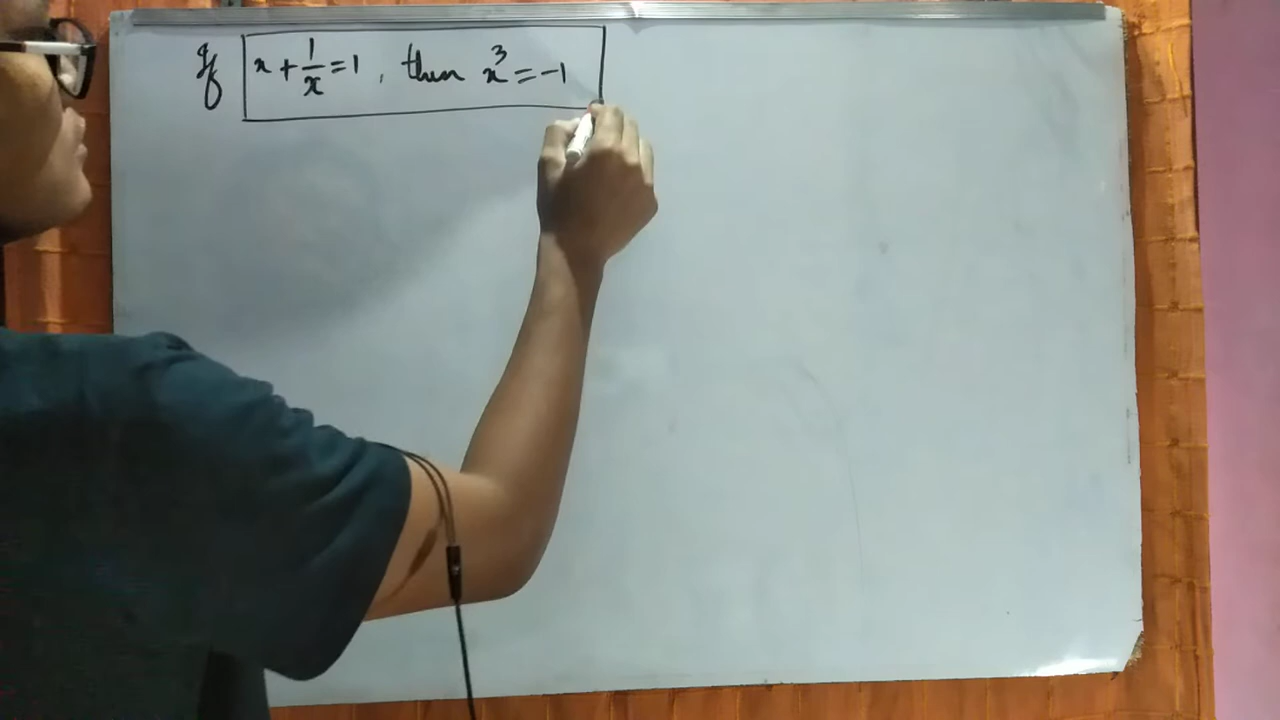 If x + 1/x = 1, then x³ = -1